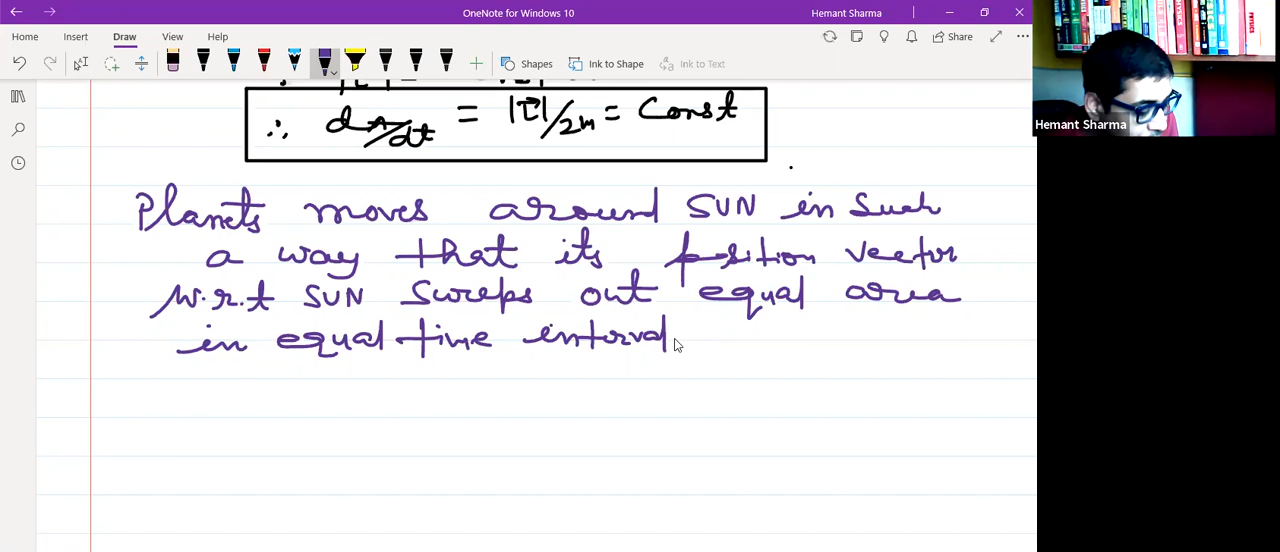 OneNote for Windows 10
Hemant Sharma
Home Insert Draw View Help
Share
Shapes Ink to Shape Ink to Text
∴ dA/dt = |L⃗|/2m = Const
Planets moves around SUN in Such
a way that its position vector
w.r.t SUN Sweeps out equal area
in equal time interval
Hemant Sharma
PHYSICS